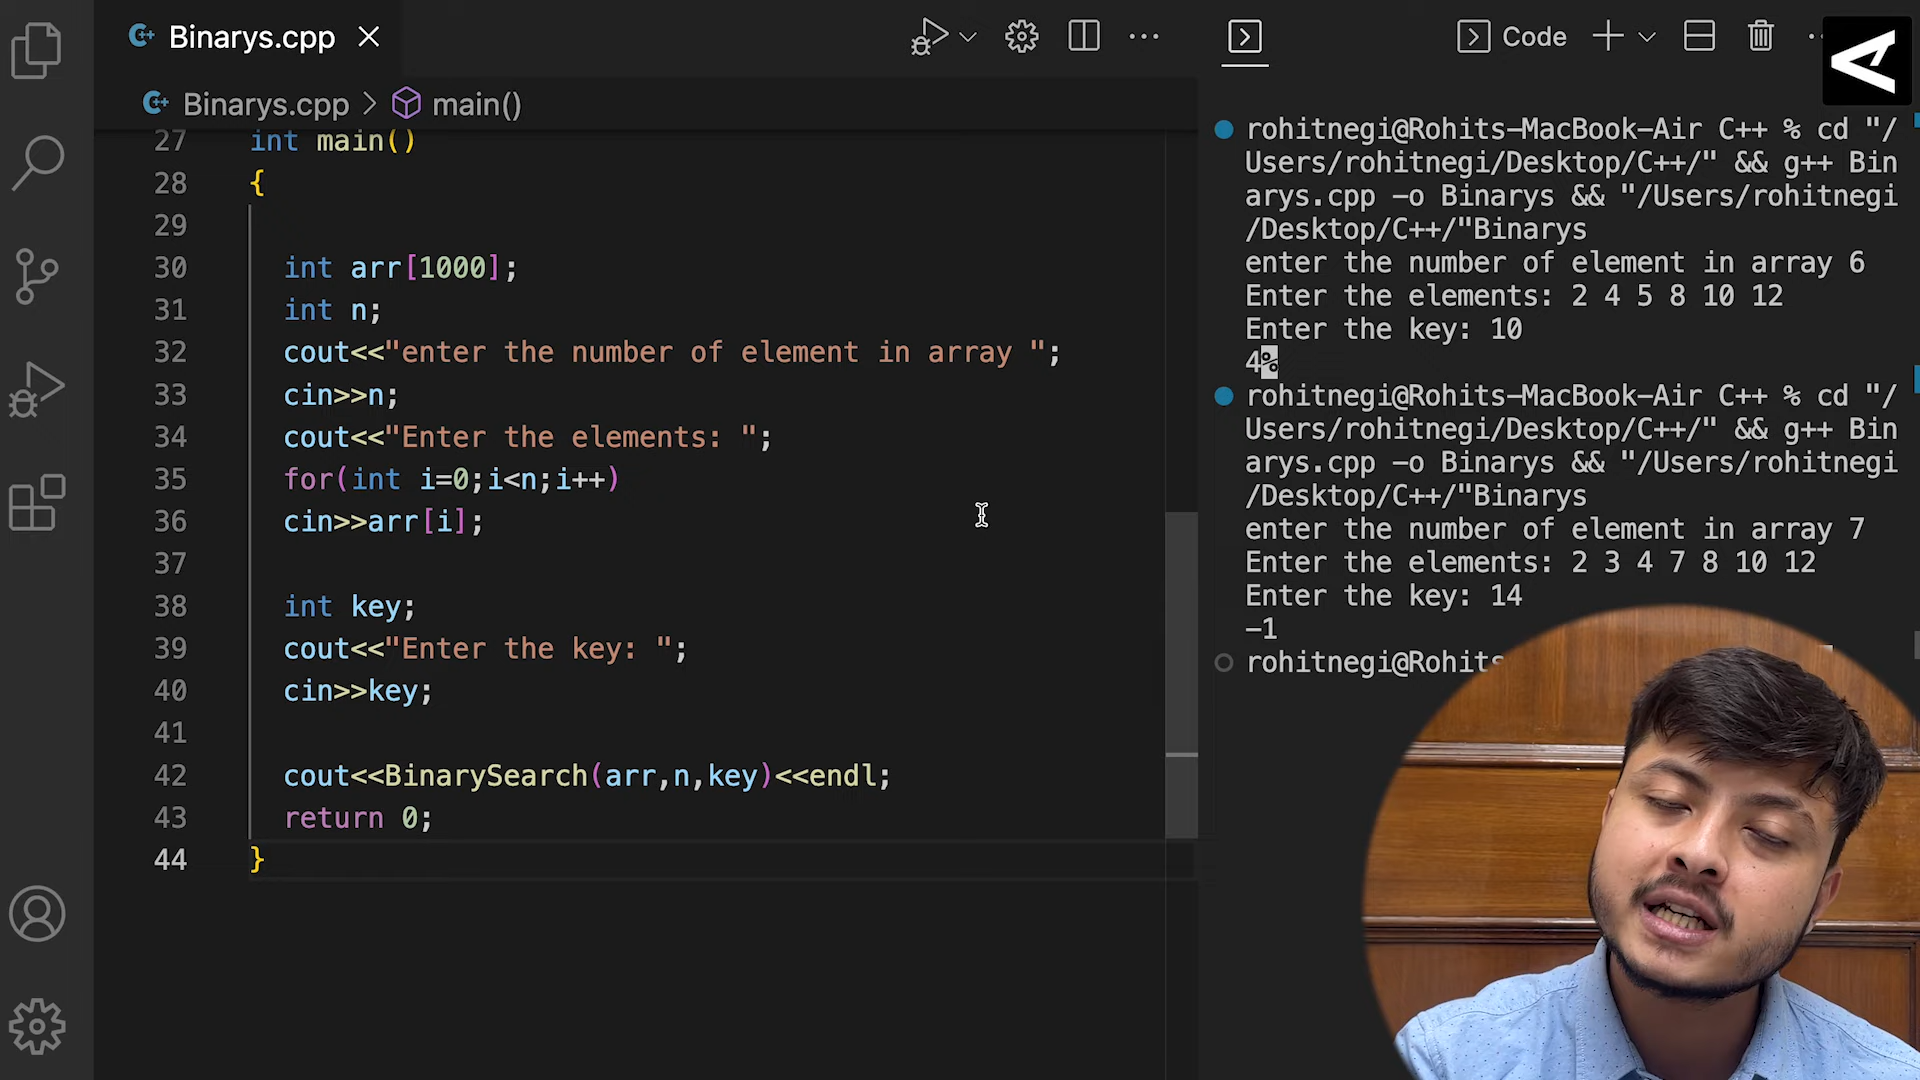 Binarys.cpp
Code
Binarys.cpp > main()
27 int main()
28 {
29
30 int arr[1000];
31 int n;
32 cout<<"enter the number of element in array ";
33 cin>>n;
34 cout<<"Enter the elements: ";
35 for(int i=0;i<n;i++)
36 cin>>arr[i];
37
38 int key;
39 cout<<"Enter the key: ";
40 cin>>key;
41
42 cout<<BinarySearch(arr,n,key)<<endl;
43 return 0;
44 }
rohitnegi@Rohits-MacBook-Air C++ % cd "/
Users/rohitnegi/Desktop/C++/" && g++ Bin
arys.cpp -o Binarys && "/Users/rohitnegi
/Desktop/C++/"Binarys
enter the number of element in array 6
Enter the elements: 2 4 5 8 10 12
Enter the key: 10
4%
rohitnegi@Rohits-MacBook-Air C++ % cd "/
Users/rohitnegi/Desktop/C++/" && g++ Bin
arys.cpp -o Binarys && "/Users/rohitnegi
/Desktop/C++/"Binarys
enter the number of element in array 7
Enter the elements: 2 3 4 7 8 10 12
Enter the key: 14
-1
rohitnegi@Rohits